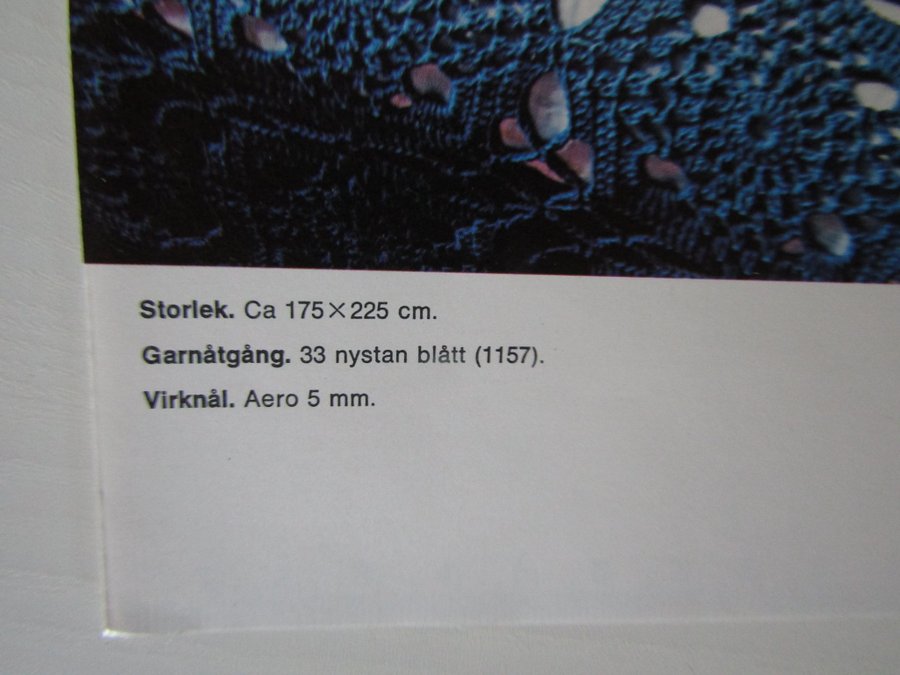 Storlek. Ca 175×225 cm.
Garnåtgång. 33 nystan blått (1157).
Virknål. Aero 5 mm.